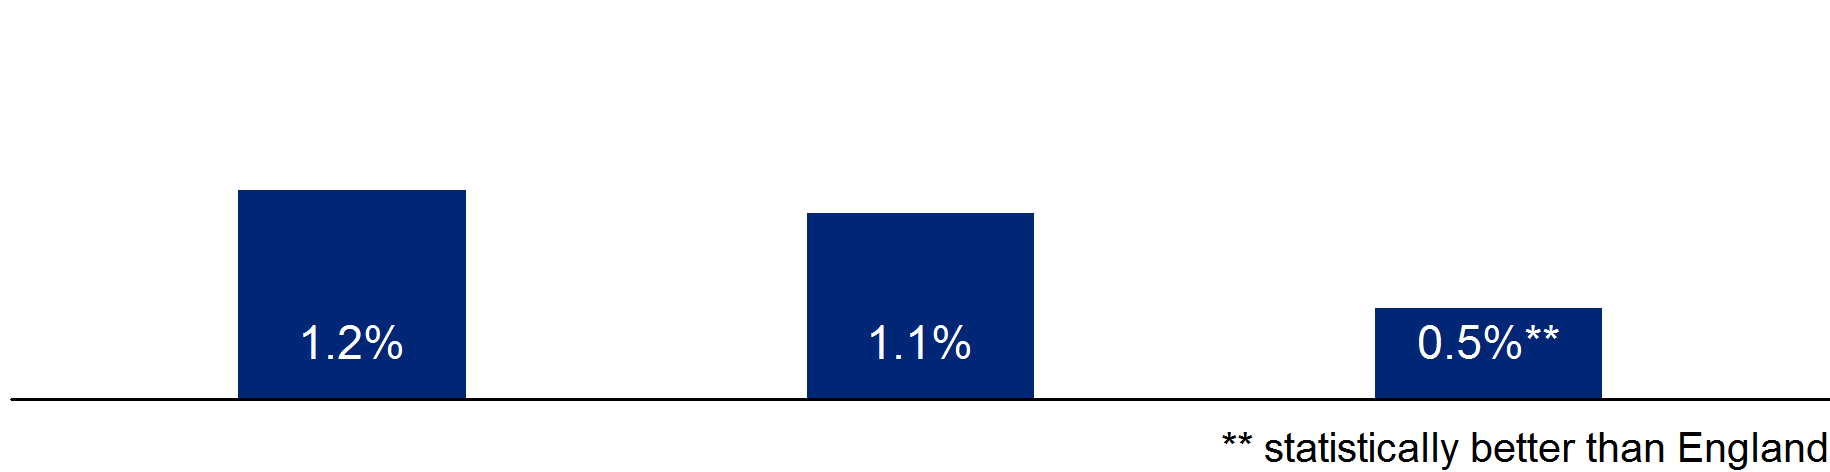 1.2%
1.1%
0.5%**
** statistically better than England